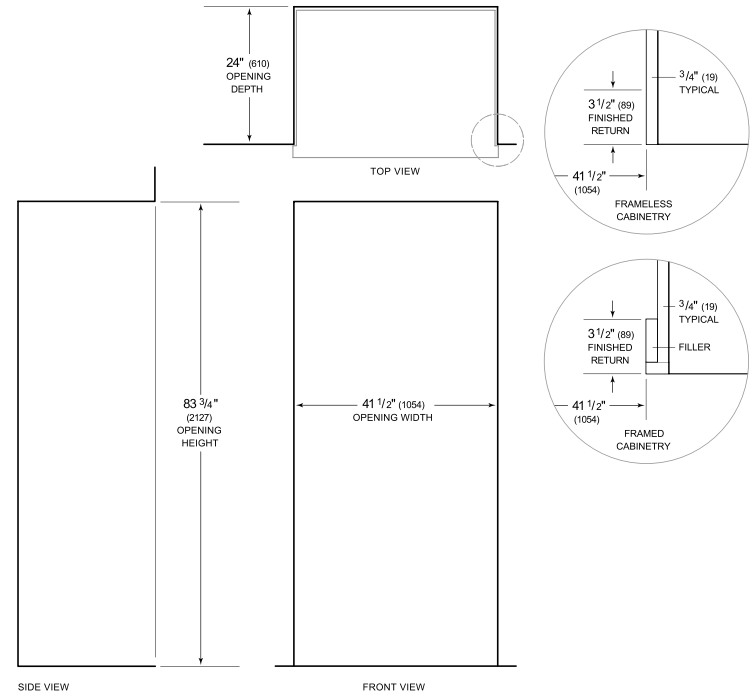 24" (610)
OPENING
DEPTH
TOP VIEW
3/4" (19)
TYPICAL
3 1/2" (89)
FINISHED
RETURN
41 1/2"
(1054)
FRAMELESS
CABINETRY
3/4" (19)
TYPICAL
3 1/2" (89)
FINISHED
RETURN
FILLER
41 1/2"
(1054)
FRAMED
CABINETRY
83 3/4"
(2127)
OPENING
HEIGHT
41 1/2" (1054)
OPENING WIDTH
SIDE VIEW
FRONT VIEW